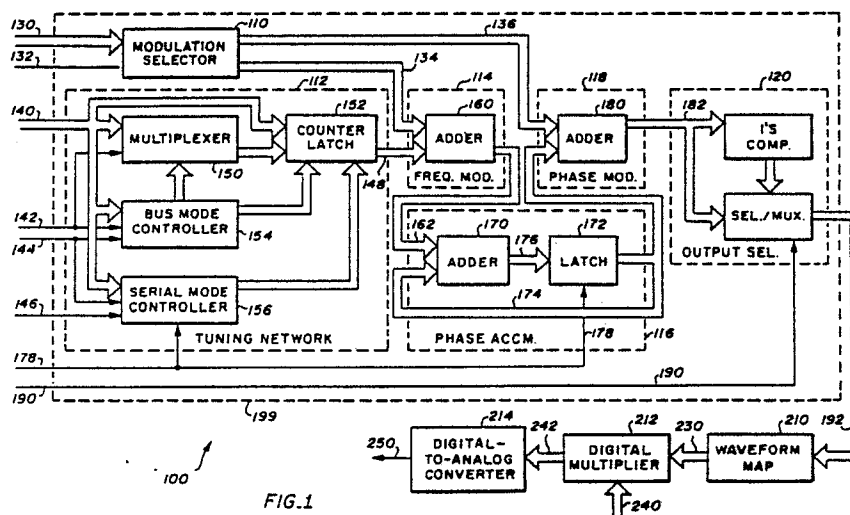 130
132
110
MODULATION
SELECTOR
136
134
112
114
118
120
140
MULTIPLEXER
150
152
COUNTER
LATCH
148
160
ADDER
FREQ. MOD.
180
ADDER
PHASE MOD.
182
I'S
COMP.
SEL./MUX.
OUTPUT SEL.
142
144
BUS MODE
CONTROLLER
154
162
170
ADDER
176
172
LATCH
174
146
SERIAL MODE
CONTROLLER
156
TUNING NETWORK
PHASE ACCM.
178
116
178
190
190
199
192
100
250
214
DIGITAL-
TO-ANALOG
CONVERTER
242
212
DIGITAL
MULTIPLIER
230
210
WAVEFORM
MAP
240
FIG_1